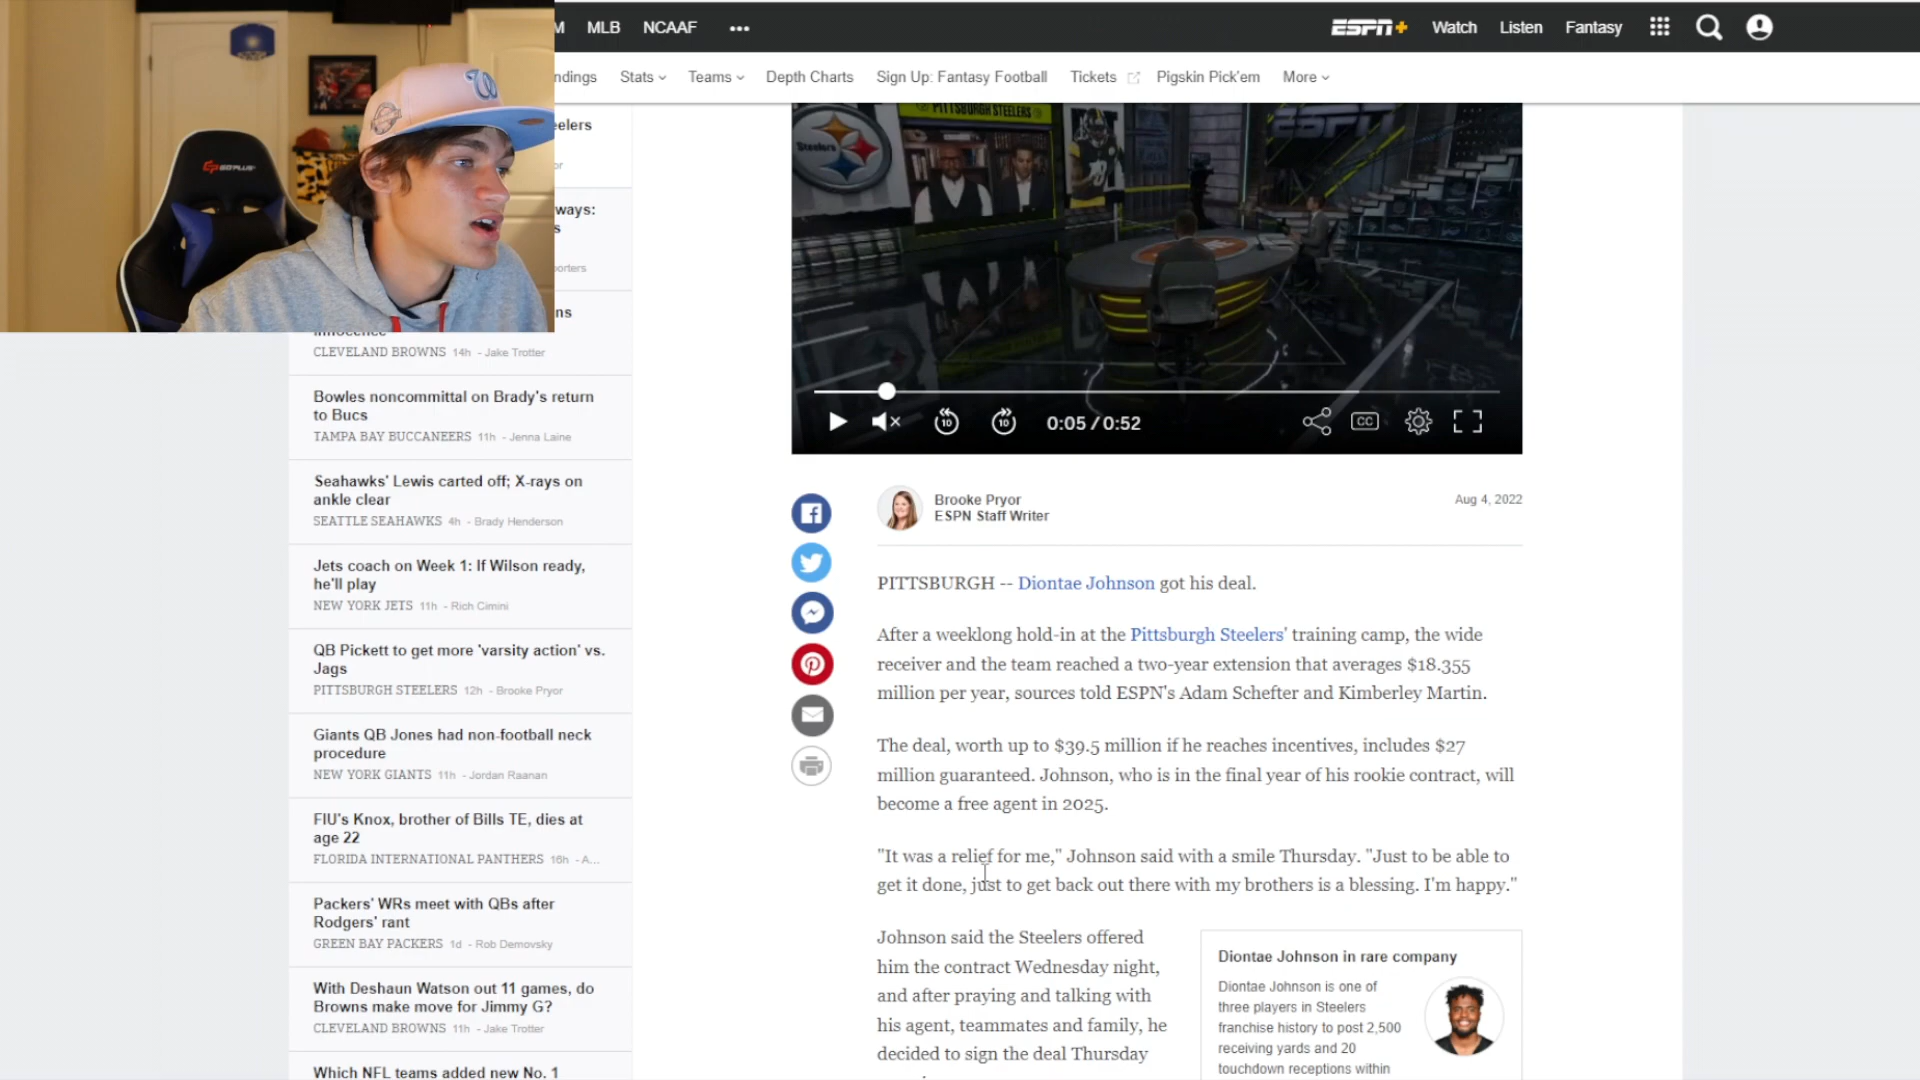 MLB NCAAF
ESPN+ Watch Listen Fantasy
Stats Teams Depth Charts Sign Up: Fantasy Football Tickets Pigskin Pick'em More
GOPLUS
W
PITTSBURGH STEELERS
Steelers
ESPN
CLEVELAND BROWNS 14h - Jake Trotter
Bowles noncommittal on Brady's return
to Bucs
TAMPA BAY BUCCANEERS 11h - Jenna Laine
Seahawks' Lewis carted off; X-rays on
ankle clear
SEATTLE SEAHAWKS 4h - Brady Henderson
Jets coach on Week 1: If Wilson ready,
he'll play
NEW YORK JETS 11h - Rich Cimini
QB Pickett to get more 'varsity action' vs.
Jags
PITTSBURGH STEELERS 12h - Brooke Pryor
Giants QB Jones had non-football neck
procedure
NEW YORK GIANTS 11h - Jordan Raanan
FIU's Knox, brother of Bills TE, dies at
age 22
FLORIDA INTERNATIONAL PANTHERS 16h - A...
Packers' WRs meet with QBs after
Rodgers' rant
GREEN BAY PACKERS 1d - Rob Demovsky
With Deshaun Watson out 11 games, do
Browns make move for Jimmy G?
CLEVELAND BROWNS 11h - Jake Trotter
Which NFL teams added new No. 1
10 10 0:05 / 0:52 CC
Brooke Pryor
ESPN Staff Writer
Aug 4, 2022
PITTSBURGH -- Diontae Johnson got his deal.
After a weeklong hold-in at the Pittsburgh Steelers' training camp, the wide
receiver and the team reached a two-year extension that averages $18.355
million per year, sources told ESPN's Adam Schefter and Kimberley Martin.
The deal, worth up to $39.5 million if he reaches incentives, includes $27
million guaranteed. Johnson, who is in the final year of his rookie contract, will
become a free agent in 2025.
"It was a relief for me," Johnson said with a smile Thursday. "Just to be able to
get it done, just to get back out there with my brothers is a blessing. I'm happy."
Johnson said the Steelers offered
him the contract Wednesday night,
and after praying and talking with
his agent, teammates and family, he
decided to sign the deal Thursday
Diontae Johnson in rare company
Diontae Johnson is one of
three players in Steelers
franchise history to post 2,500
receiving yards and 20
touchdown receptions within